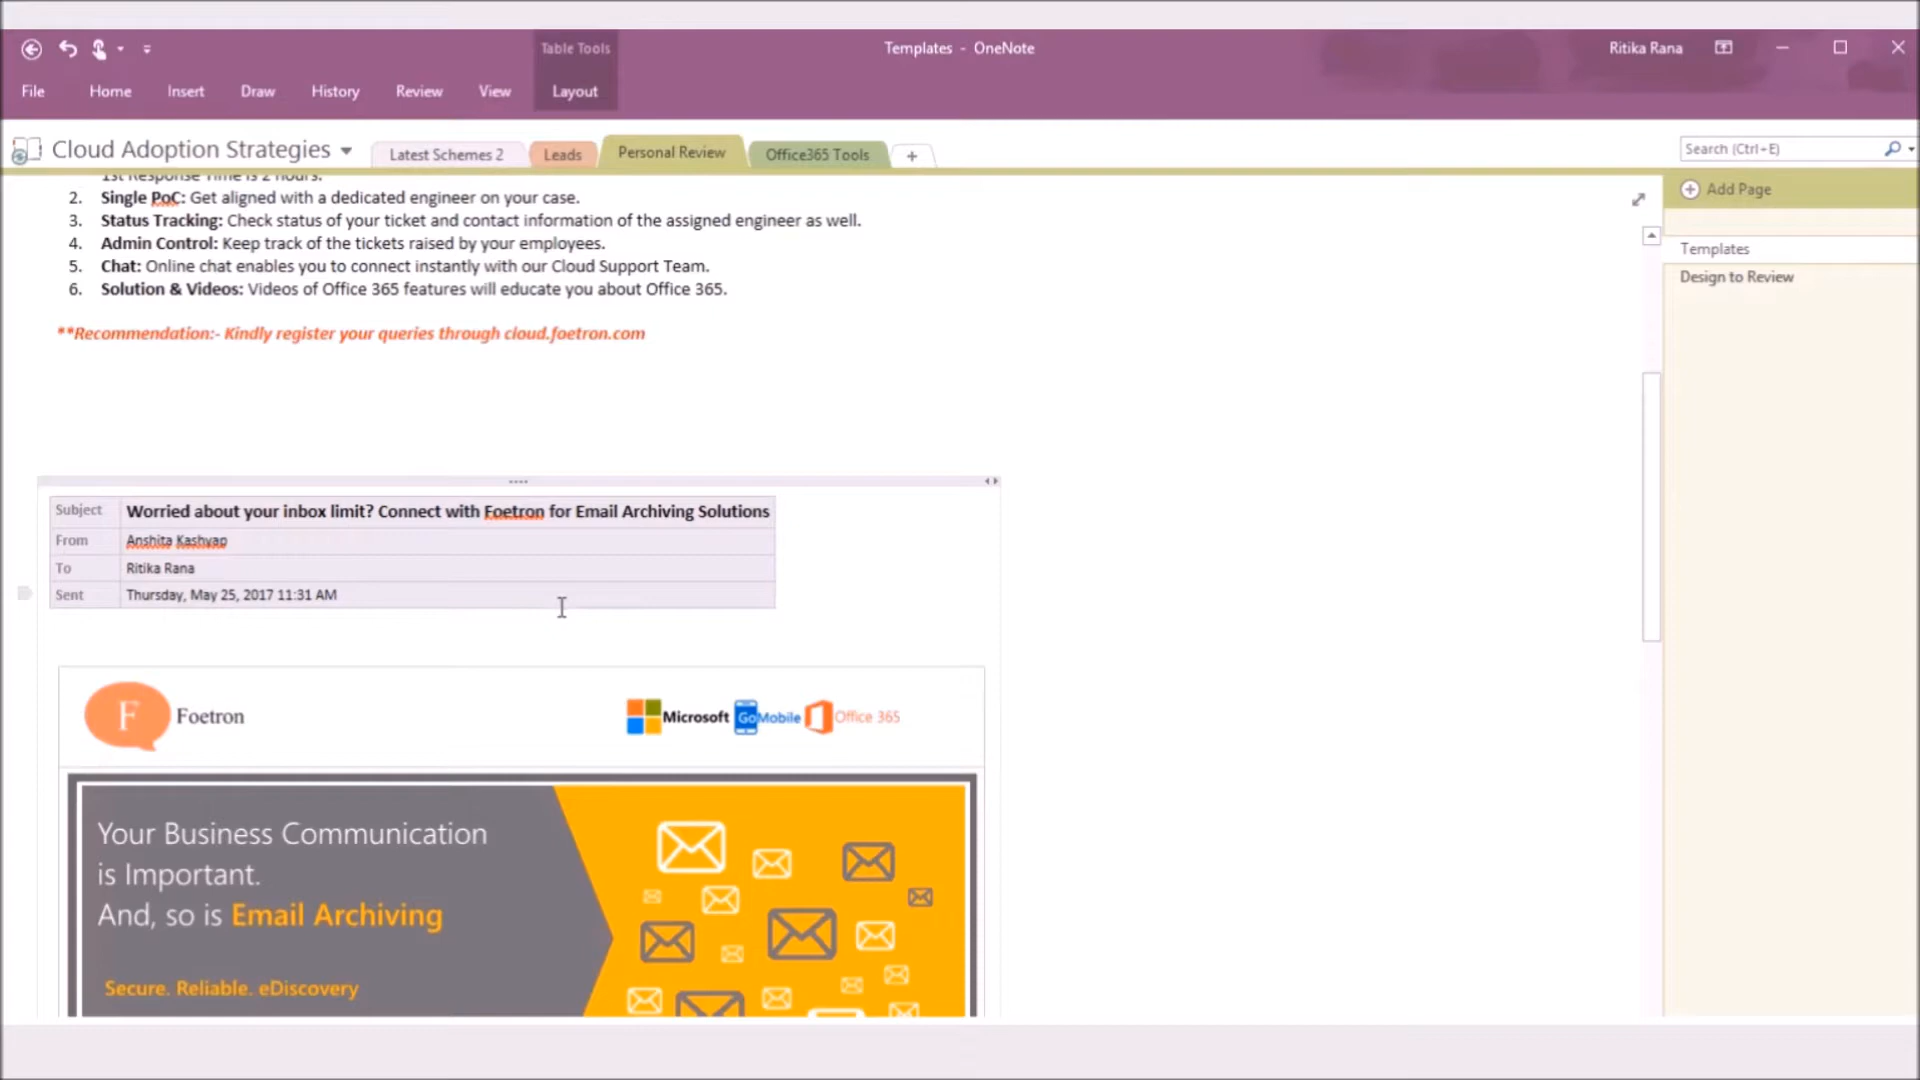 Table Tools
Templates - OneNote
Ritika Rana
File Home Insert Draw History Review View Layout
Cloud Adoption Strategies
Latest Schemes 2
Leads
Personal Review
Office365 Tools
Search (Ctrl+E)
Add Page
Templates
Design to Review
1st Response Time is 2 hours.
2. Single PoC: Get aligned with a dedicated engineer on your case.
3. Status Tracking: Check status of your ticket and contact information of the assigned engineer as well.
4. Admin Control: Keep track of the tickets raised by your employees.
5. Chat: Online chat enables you to connect instantly with our Cloud Support Team.
6. Solution & Videos: Videos of Office 365 features will educate you about Office 365.
**Recommendation:- Kindly register your queries through cloud.foetron.com
Subject Worried about your inbox limit? Connect with Foetron for Email Archiving Solutions
From Anshita Kashyap
To Ritika Rana
Sent Thursday, May 25, 2017 11:31 AM
F Foetron
Microsoft GoMobile Office 365
Your Business Communication
is Important.
And, so is Email Archiving
Secure. Reliable. eDiscovery